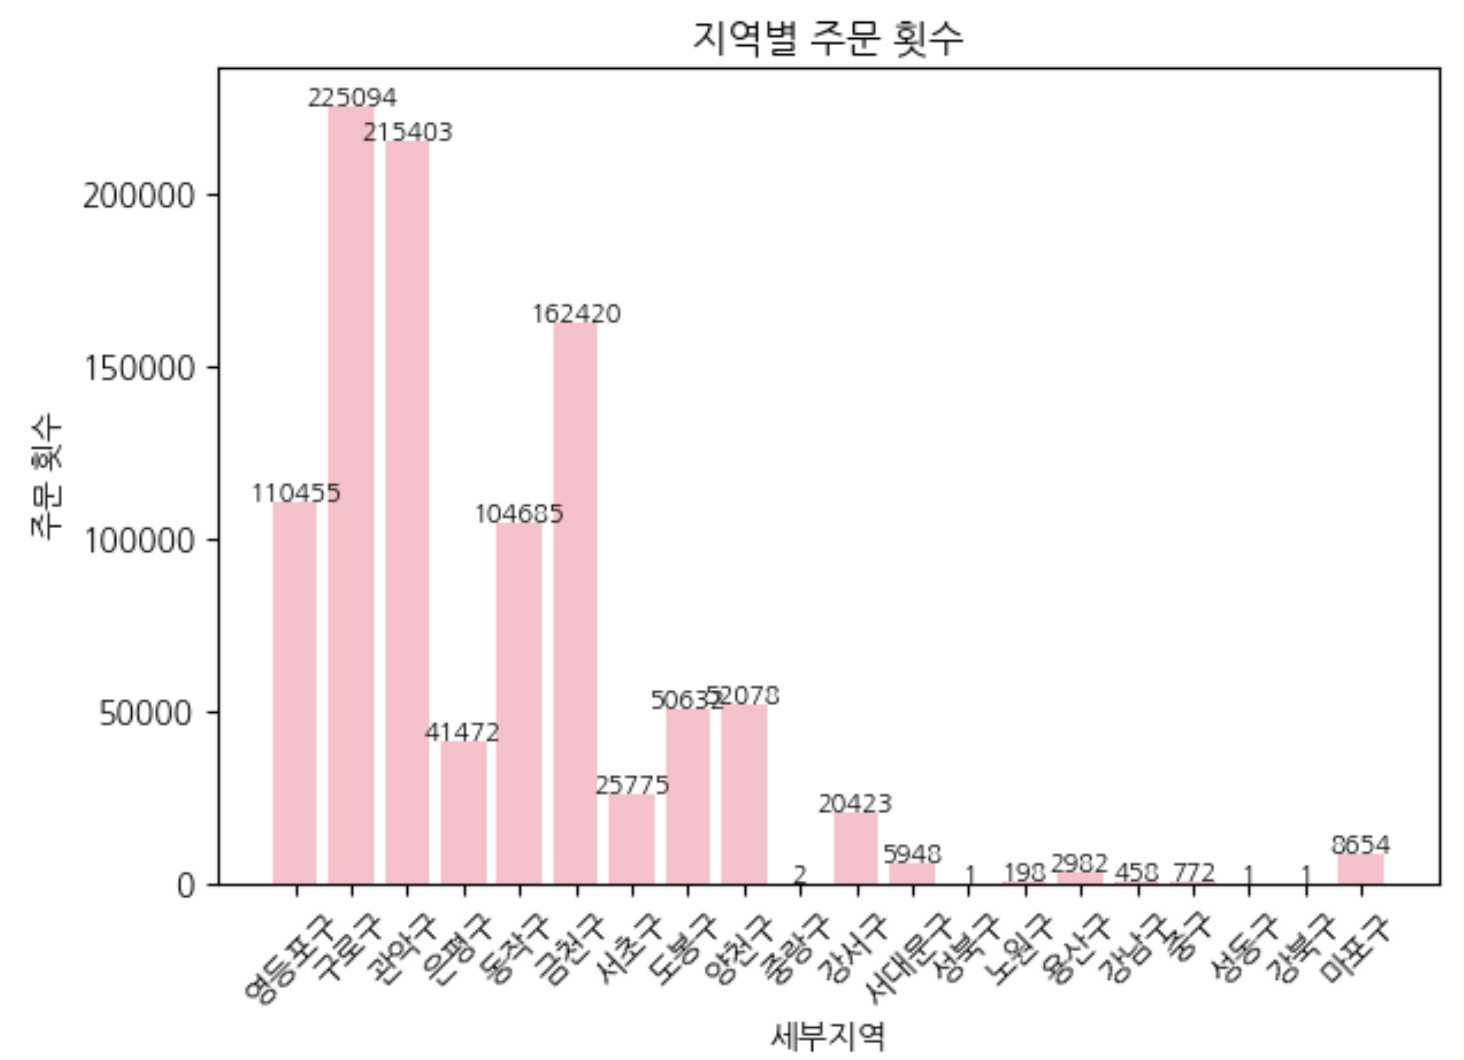 지역별 주문 횟수
주문 횟수
200000
150000
100000
50000
0
110455
225094
215403
41472
104685
162420
25775
50632
52078
2
20423
5948
1
198
2982
458
772
1
1
8654
영등포구
구로구
관악구
은평구
동작구
금천구
서초구
도봉구
양천구
중랑구
강서구
서대문구
성북구
노원구
용산구
강남구
중구
성동구
강북구
마포구
세부지역